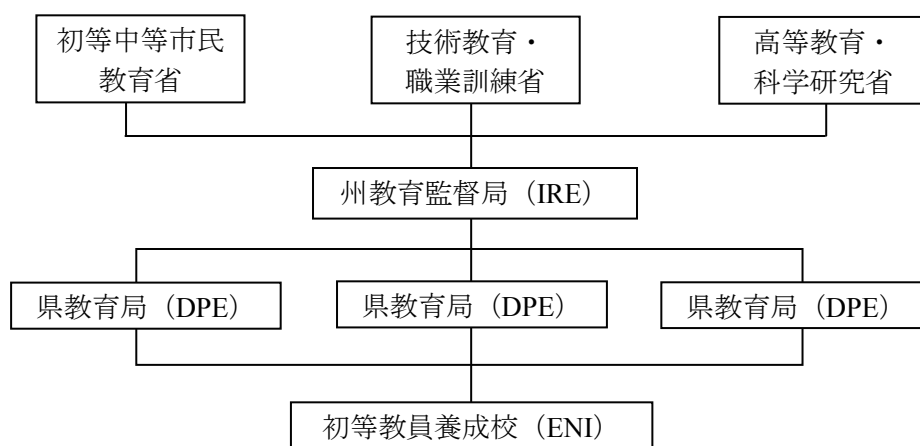 初等中等市民
教育省
技術教育・
職業訓練省
高等教育・
科学研究省
州教育監督局（IRE）
県教育局（DPE）
県教育局（DPE）
県教育局（DPE）
初等教員養成校（ENI）